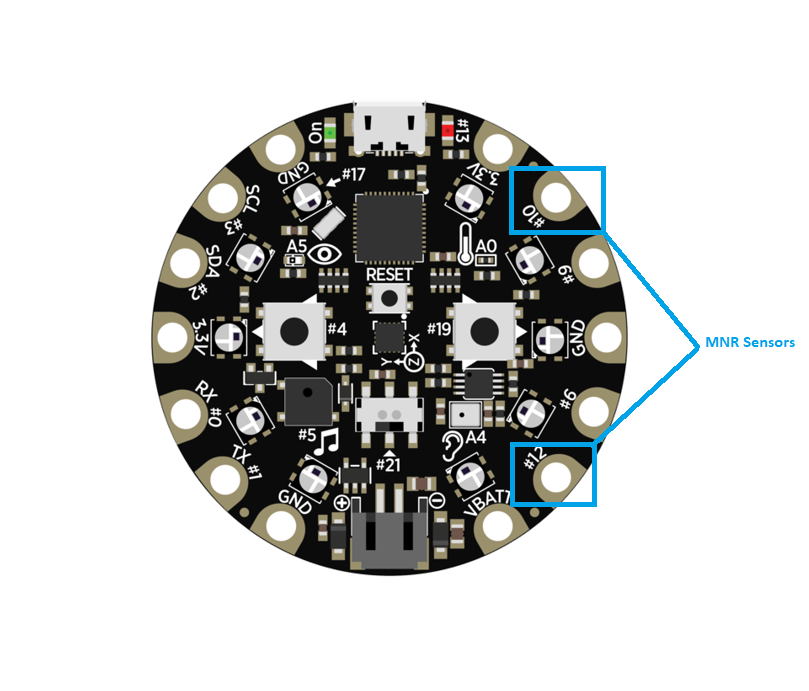 On
#13
GND
#17
3.3V
SCL
#3
#10
A5
A0
SDA
#2
RESET
#9
3.3V
#4
#19
X
GND
Y
Z
RX
#0
#6
#5
A4
TX
#1
#21
#12
GND
+
-
VBATT
MNR Sensors